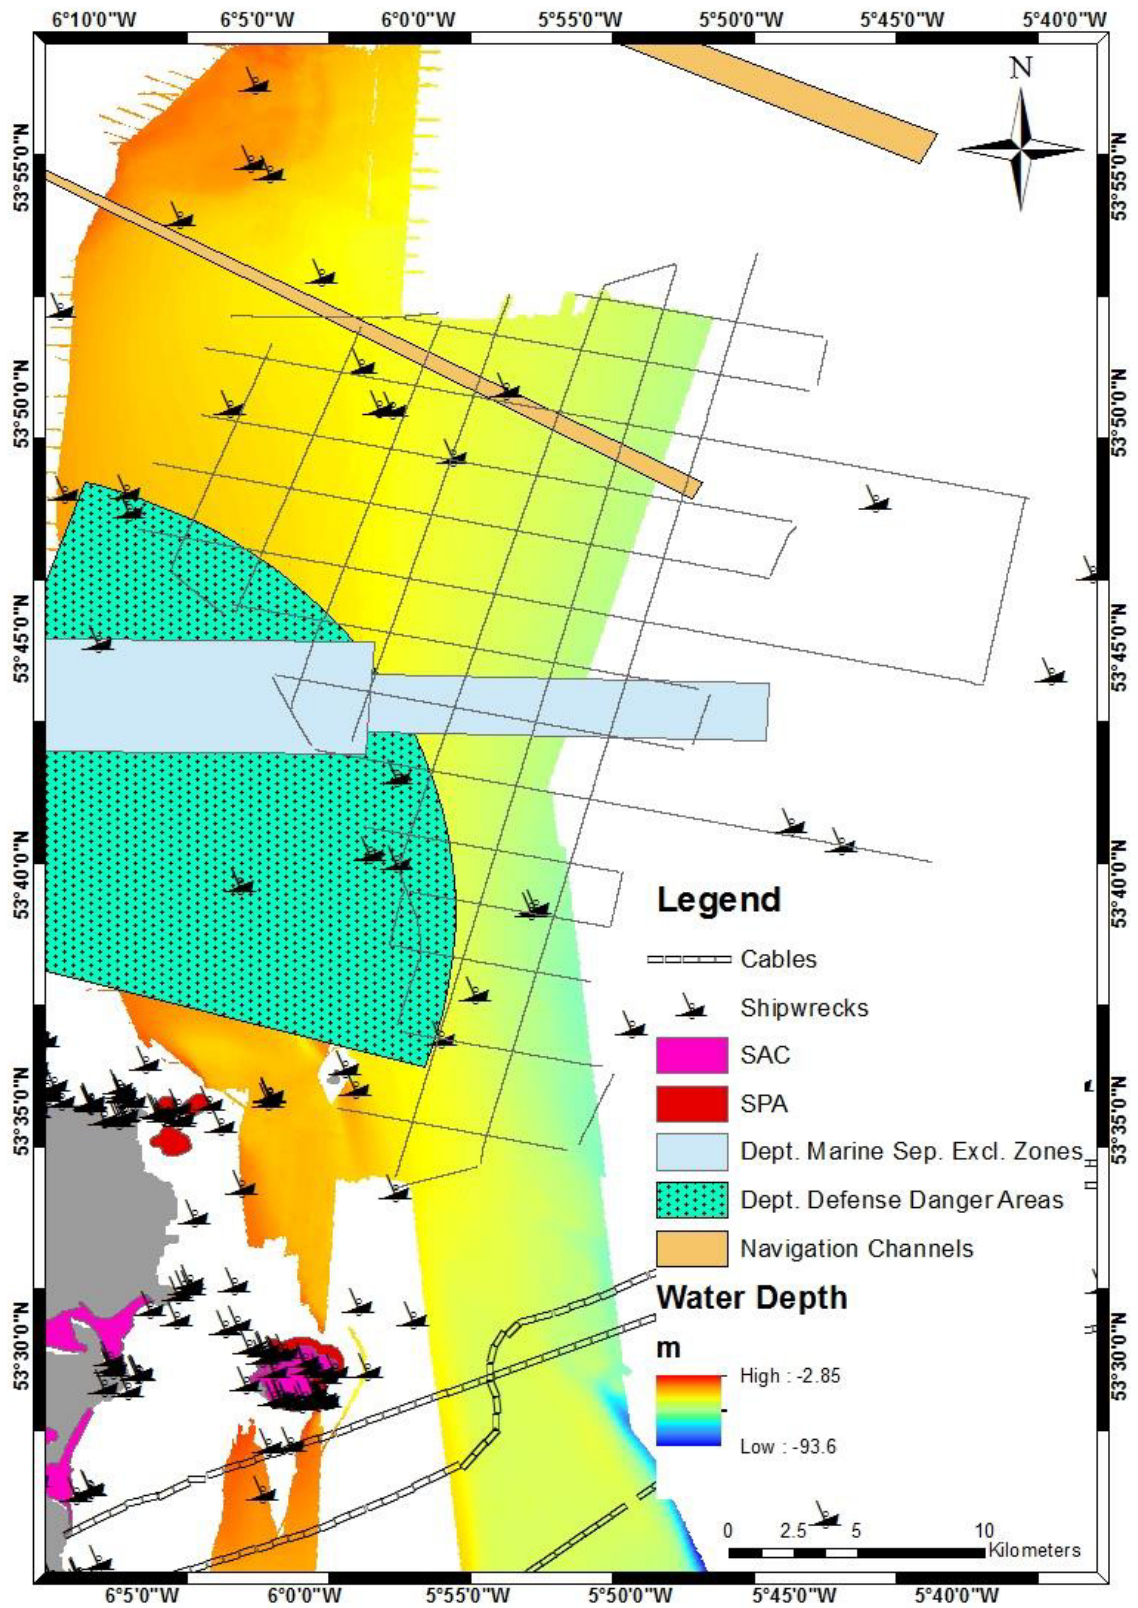 6°10'0"W 6°5'0"W 6°0'0"W 5°55'0"W 5°50'0"W 5°45'0"W 5°40'0"W
N
53°55'0"N
53°50'0"N
53°45'0"N
53°40'0"N
53°35'0"N
53°30'0"N
53°55'0"N
53°50'0"N
53°45'0"N
53°40'0"N
53°35'0"N
53°30'0"N
Legend
Cables
Shipwrecks
SAC
SPA
Dept. Marine Sep. Excl. Zones
Dept. Defense Danger Areas
Navigation Channels
Water Depth
m
High : -2.85
Low : -93.6
0 2.5 5 10
Kilometers
6°5'0"W 6°0'0"W 5°55'0"W 5°50'0"W 5°45'0"W 5°40'0"W